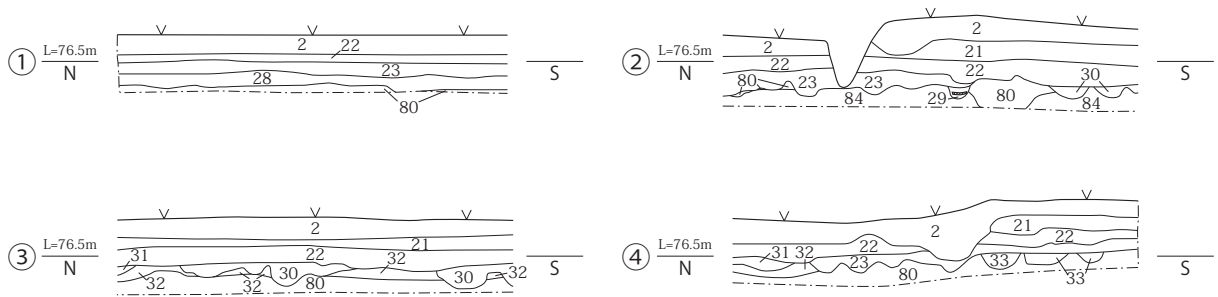 ① L=76.5m N 2 22 23 28 80 S
② L=76.5m N 2 22 80 23 23 84 29 2 21 22 80 30 84 S
③ L=76.5m N 2 21 22 31 32 32 30 80 32 30 32 S
④ L=76.5m N 31 32 22 23 2 80 21 22 33 33 S